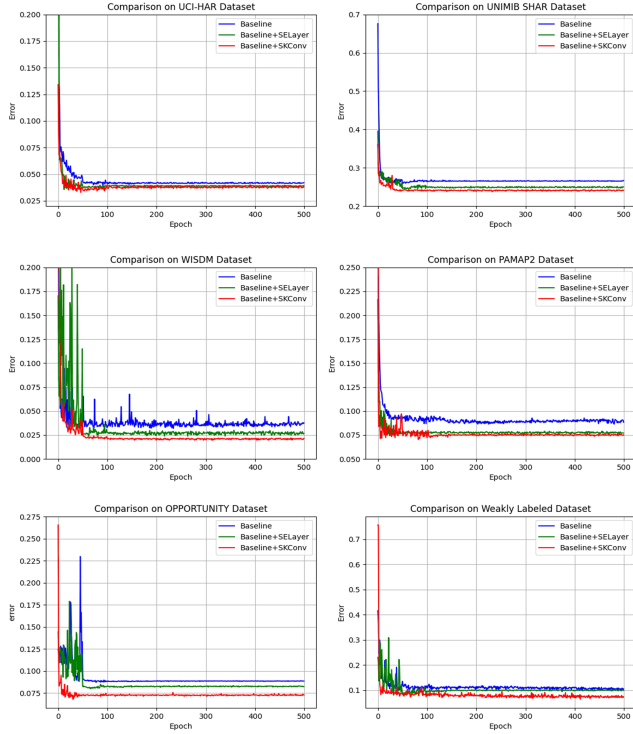 Comparison on UCI-HAR Dataset
0.200
0.175
0.150
0.125
0.100
0.075
0.050
0.025
Error
Baseline
Baseline+SELayer
Baseline+SKConv
0 100 200 300 400 500
Epoch
Comparison on UNIMIB SHAR Dataset
0.7
0.6
0.5
0.4
0.3
0.2
Error
Baseline
Baseline+SELayer
Baseline+SKConv
0 100 200 300 400 500
Epoch
Comparison on WISDM Dataset
0.200
0.175
0.150
0.125
0.100
0.075
0.050
0.025
0.000
Error
Baseline
Baseline+SELayer
Baseline+SKConv
0 100 200 300 400 500
Epoch
Comparison on PAMAP2 Dataset
0.250
0.225
0.200
0.175
0.150
0.125
0.100
0.075
0.050
Error
Baseline
Baseline+SELayer
Baseline+SKConv
0 100 200 300 400 500
Epoch
Comparison on OPPORTUNITY Dataset
0.275
0.250
0.225
0.200
0.175
0.150
0.125
0.100
0.075
error
Baseline
Baseline+SELayer
Baseline+SKConv
0 100 200 300 400 500
Epoch
Comparison on Weakly Labeled Dataset
0.7
0.6
0.5
0.4
0.3
0.2
0.1
Error
Baseline
Baseline+SELayer
Baseline+SKConv
0 100 200 300 400 500
Epoch